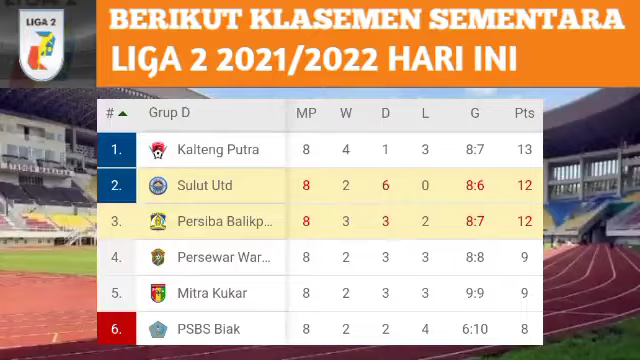 LIGA 2
BERIKUT KLASEMEN SEMENTARA
LIGA 2 2021/2022 HARI INI
LIGA 2
# Grup D MP W D L G Pts
1. Kalteng Putra 8 4 1 3 8:7 13
2. Sulut Utd 8 2 6 0 8:6 12
3. Persiba Balikp... 8 3 3 2 8:7 12
4. Persewar War... 8 2 3 3 8:8 9
5. Mitra Kukar 8 2 3 3 9:9 9
6. PSBS Biak 8 2 2 4 6:10 8